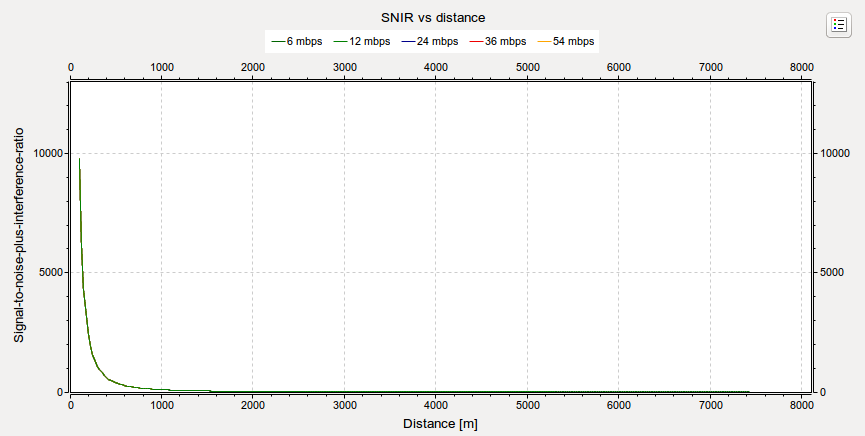 SNIR vs distance
6 mbps 12 mbps 24 mbps 36 mbps 54 mbps
0 1000 2000 3000 4000 5000 6000 7000 8000
Signal-to-noise-plus-interference-ratio
10000 10000
5000 5000
0 0
0 1000 2000 3000 4000 5000 6000 7000 8000
Distance [m]